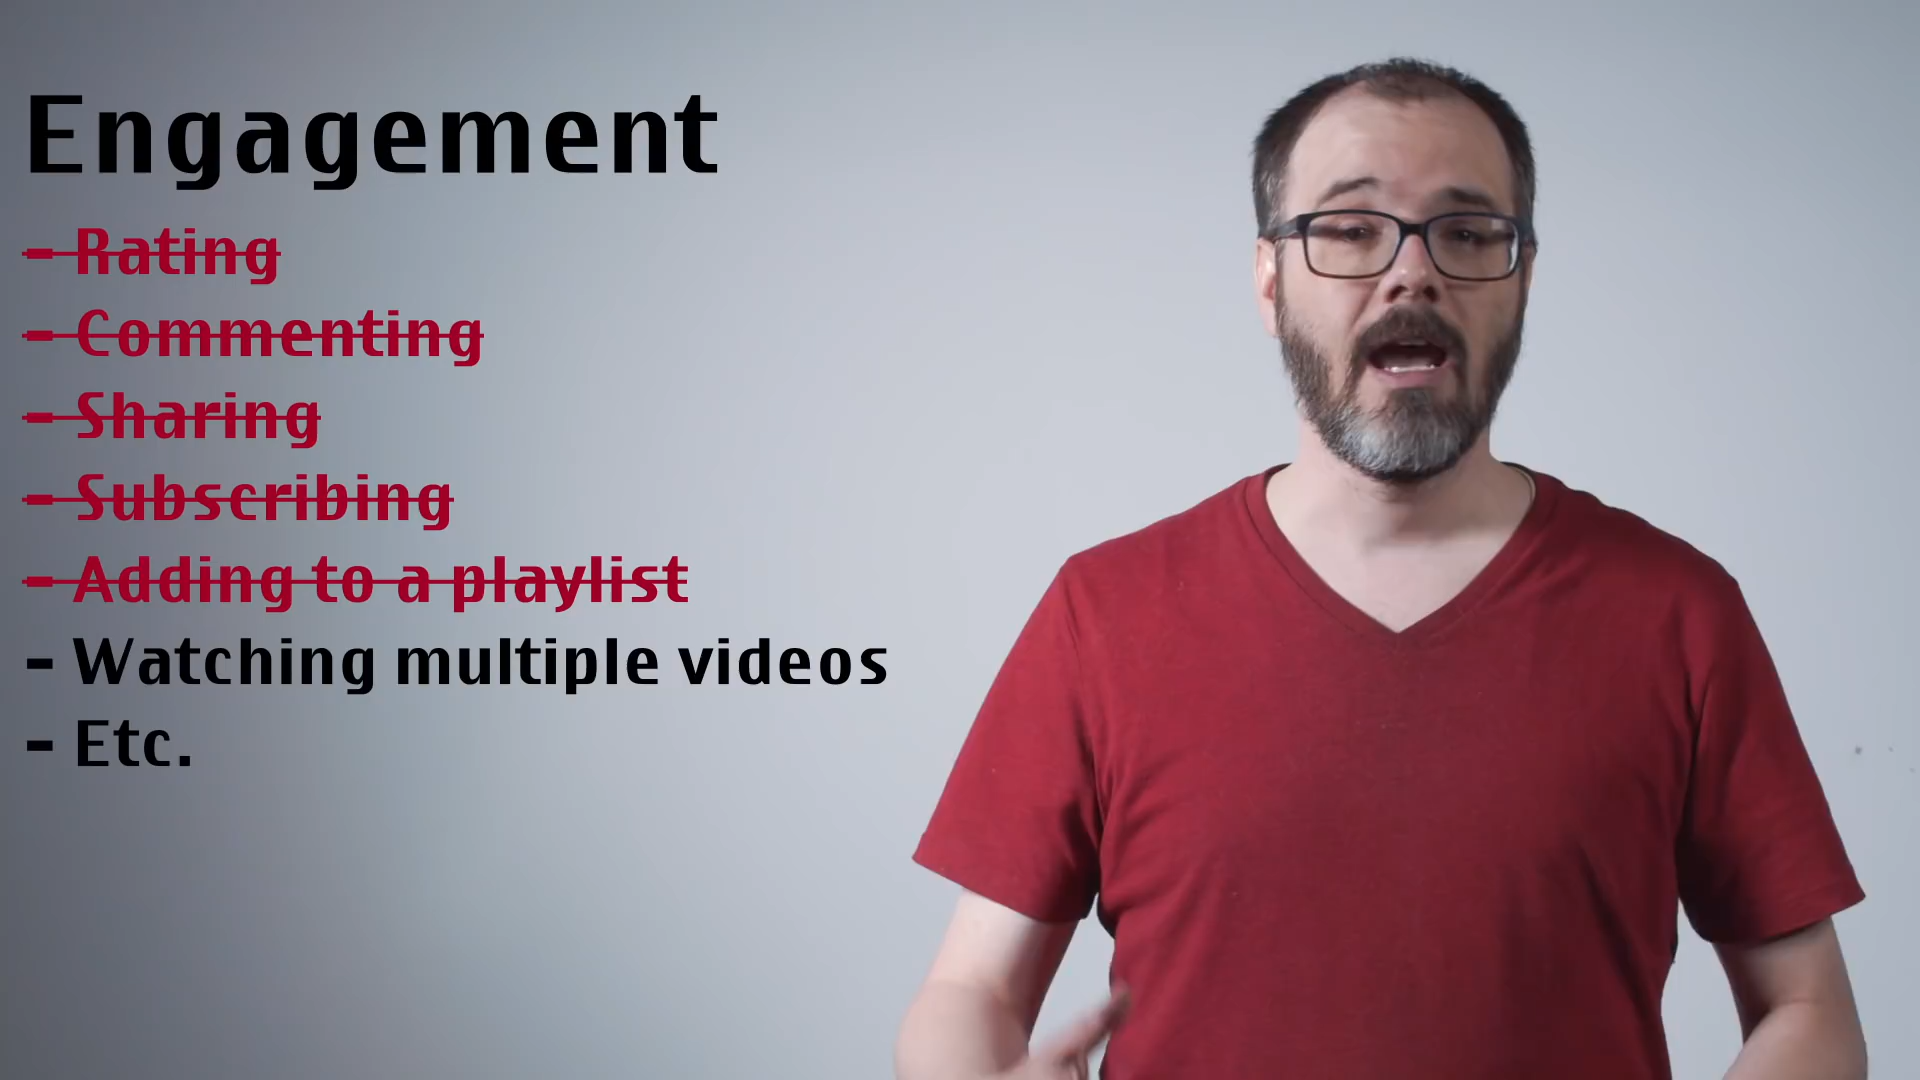 Engagement
- Rating
- Commenting
- Sharing
- Subscribing
- Adding to a playlist
- Watching multiple videos
- Etc.